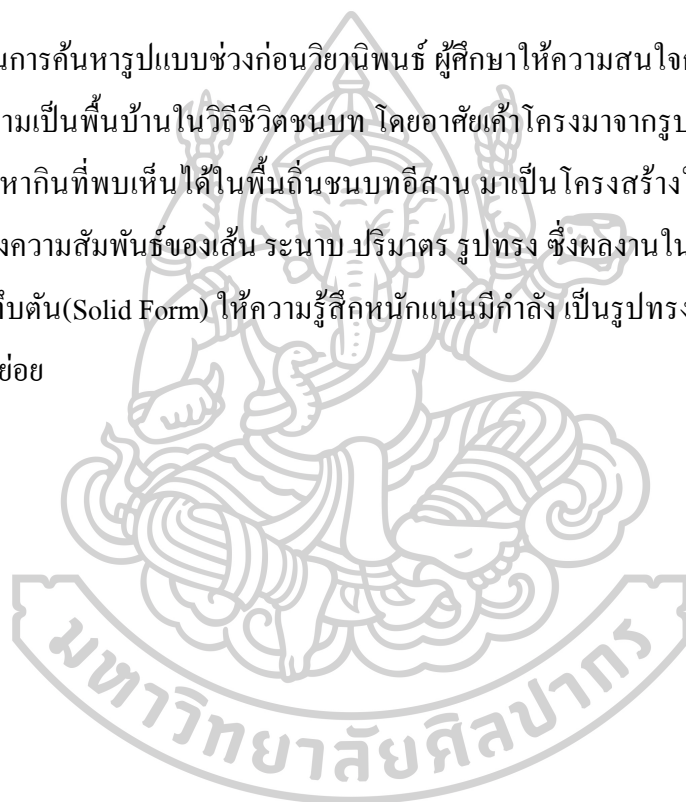 นการค้นหารูปแบบช่วงก่อนวิยานิพนธ์ ผู้ศึกษาให้ความสนใจ
ามเป็นพื้นบ้านในวิถีชีวิตชนบท โดยอาศัยเค้าโครงมาจากรูป
หากินที่พบเห็นได้ในพื้นถิ่นชนบทอีสาน มาเป็นโครงสร้าง
งความสัมพันธ์ของเส้น ระนาบ ปริมาตร รูปทรง ซึ่งผลงานใน
ทึบตัน(Solid Form) ให้ความรู้สึกหนักแน่นมีกำลัง เป็นรูปทรง
ย่อย
มหาวิทยาลัยศิลปากร